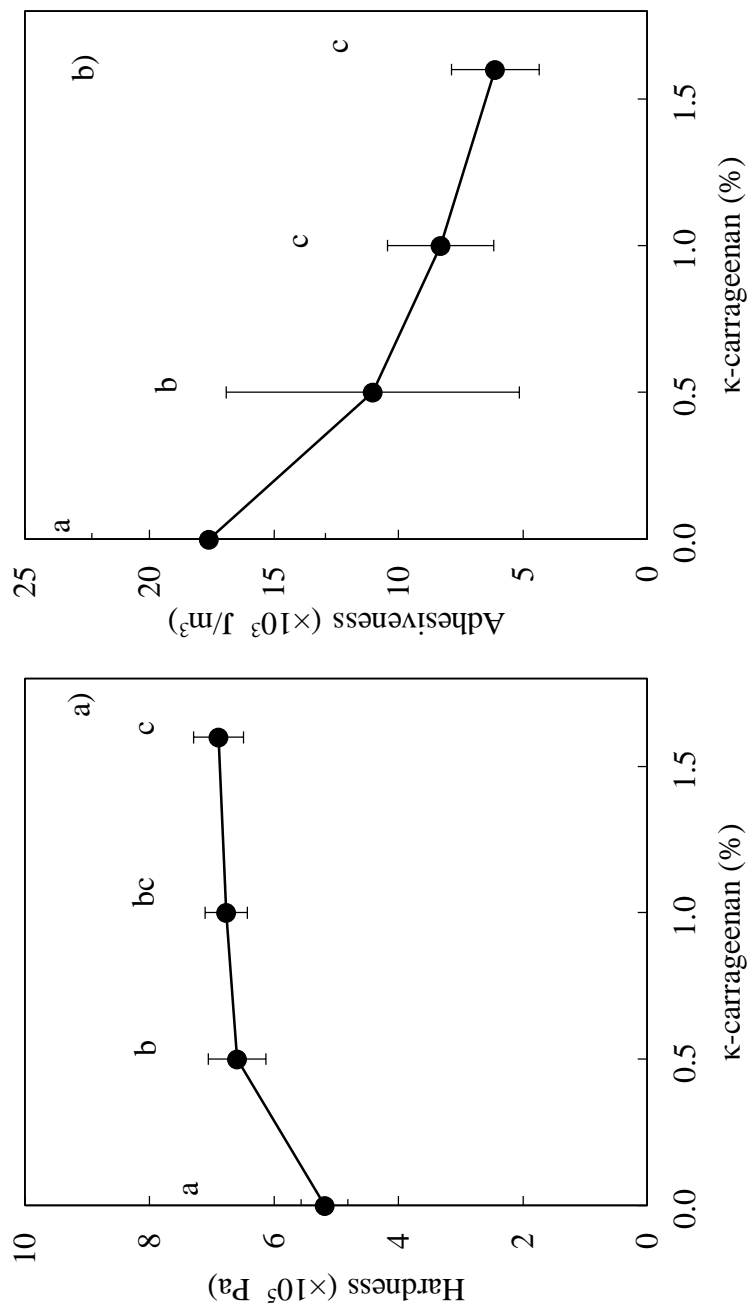 a)
10
8
6
4
2
0
Hardness (×10⁵ Pa)
a
b
bc
c
0.0
0.5
1.0
1.5
κ-carrageenan (%)
b)
25
20
15
10
5
0
Adhesiveness (×10³ J/m³)
a
b
c
c
0.0
0.5
1.0
1.5
κ-carrageenan (%)